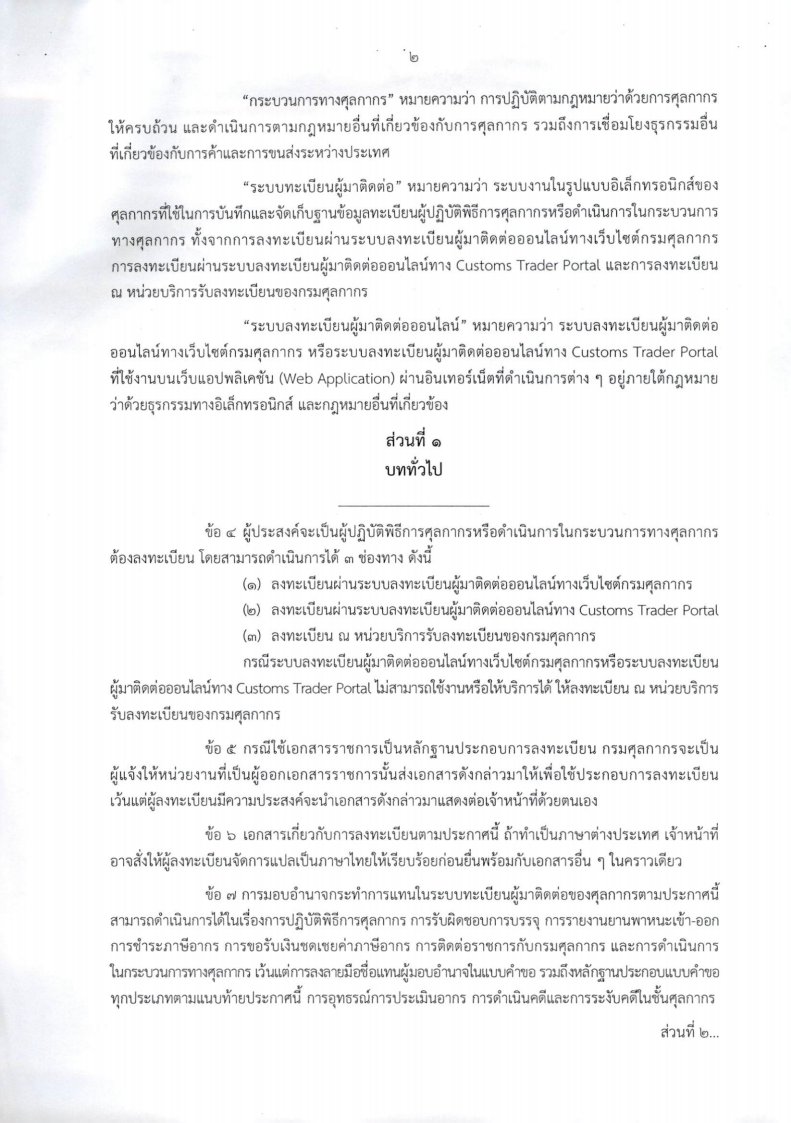 ๒
“กระบวนการทางศุลกากร” หมายความว่า การปฏิบัติตามกฎหมายว่าด้วยการศุลกากร
ให้ครบถ้วน และดำเนินการตามกฎหมายอื่นที่เกี่ยวข้องกับการศุลกากร รวมถึงการเชื่อมโยงธุรกรรมอื่น
ที่เกี่ยวข้องกับการค้าและการขนส่งระหว่างประเทศ
“ระบบทะเบียนผู้มาติดต่อ” หมายความว่า ระบบงานในรูปแบบอิเล็กทรอนิกส์ของ
ศุลกากรที่ใช้ในการบันทึกและจัดเก็บฐานข้อมูลทะเบียนผู้ปฏิบัติพิธีการศุลกากรหรือดำเนินการในกระบวนการ
ทางศุลกากร ทั้งจากการลงทะเบียนผ่านระบบลงทะเบียนผู้มาติดต่อออนไลน์ทางเว็บไซต์กรมศุลกากร
การลงทะเบียนผ่านระบบลงทะเบียนผู้มาติดต่อออนไลน์ทาง Customs Trader Portal และการลงทะเบียน
ณ หน่วยบริการรับลงทะเบียนของกรมศุลกากร
“ระบบลงทะเบียนผู้มาติดต่อออนไลน์” หมายความว่า ระบบลงทะเบียนผู้มาติดต่อ
ออนไลน์ทางเว็บไซต์กรมศุลกากร หรือระบบลงทะเบียนผู้มาติดต่อออนไลน์ทาง Customs Trader Portal
ที่ใช้งานบนเว็บแอปพลิเคชัน (Web Application) ผ่านอินเทอร์เน็ตที่ดำเนินการต่าง ๆ อยู่ภายใต้กฎหมาย
ว่าด้วยธุรกรรมทางอิเล็กทรอนิกส์ และกฎหมายอื่นที่เกี่ยวข้อง
ส่วนที่ ๑
บททั่วไป
ข้อ ๔ ผู้ประสงค์จะเป็นผู้ปฏิบัติพิธีการศุลกากรหรือดำเนินการในกระบวนการทางศุลกากร
ต้องลงทะเบียน โดยสามารถดำเนินการได้ ๓ ช่องทาง ดังนี้
(๑) ลงทะเบียนผ่านระบบลงทะเบียนผู้มาติดต่อออนไลน์ทางเว็บไซต์กรมศุลกากร
(๒) ลงทะเบียนผ่านระบบลงทะเบียนผู้มาติดต่อออนไลน์ทาง Customs Trader Portal
(๓) ลงทะเบียน ณ หน่วยบริการรับลงทะเบียนของกรมศุลกากร
กรณีระบบลงทะเบียนผู้มาติดต่อออนไลน์ทางเว็บไซต์กรมศุลกากรหรือระบบลงทะเบียน
ผู้มาติดต่อออนไลน์ทาง Customs Trader Portal ไม่สามารถใช้งานหรือให้บริการได้ ให้ลงทะเบียน ณ หน่วยบริการ
รับลงทะเบียนของกรมศุลกากร
ข้อ ๕ กรณีใช้เอกสารราชการเป็นหลักฐานประกอบการลงทะเบียน กรมศุลกากรจะเป็น
ผู้แจ้งให้หน่วยงานที่เป็นผู้ออกเอกสารราชการนั้นส่งเอกสารดังกล่าวมาให้เพื่อใช้ประกอบการลงทะเบียน
เว้นแต่ผู้ลงทะเบียนมีความประสงค์จะนำเอกสารดังกล่าวมาแสดงต่อเจ้าหน้าที่ด้วยตนเอง
ข้อ ๖ เอกสารเกี่ยวกับการลงทะเบียนตามประกาศนี้ ถ้าทำเป็นภาษาต่างประเทศ เจ้าหน้าที่
อาจสั่งให้ผู้ลงทะเบียนจัดการแปลเป็นภาษาไทยให้เรียบร้อยก่อนยื่นพร้อมกับเอกสารอื่น ๆ ในคราวเดียว
ข้อ ๗ การมอบอำนาจกระทำการแทนในระบบทะเบียนผู้มาติดต่อของศุลกากรตามประกาศนี้
สามารถดำเนินการได้ในเรื่องการปฏิบัติพิธีการศุลกากร การรับผิดชอบการบรรจุ การรายงานยานพาหนะเข้า-ออก
การชำระภาษีอากร การขอรับเงินชดเชยค่าภาษีอากร การติดต่อราชการกับกรมศุลกากร และการดำเนินการ
ในกระบวนการทางศุลกากร เว้นแต่การลงลายมือชื่อแทนผู้มอบอำนาจในแบบคำขอ รวมถึงหลักฐานประกอบแบบคำขอ
ทุกประเภทตามแนบท้ายประกาศนี้ การอุทธรณ์การประเมินอากร การดำเนินคดีและการระงับคดีในชั้นศุลกากร
ส่วนที่ ๒...